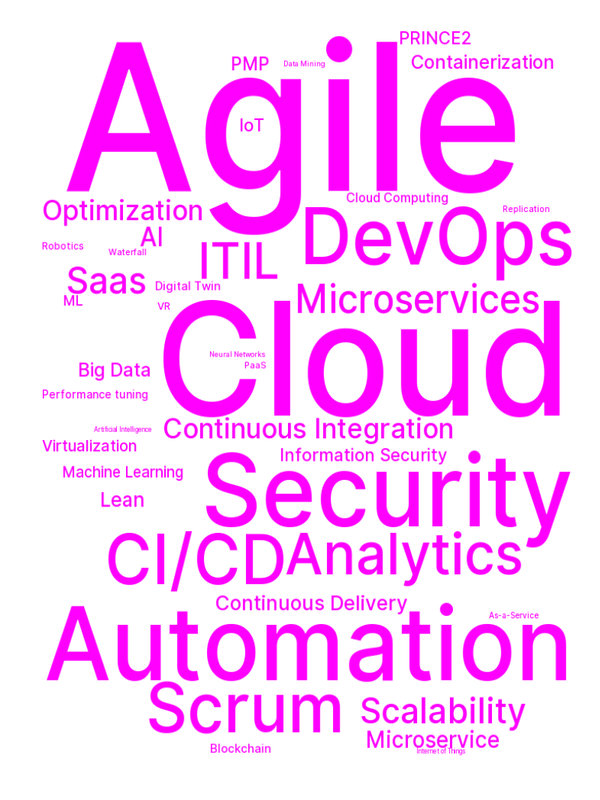 PRINCE2
Agile
PMP
Data Mining
Containerization
IoT
Cloud Computing
Optimization
Replication
DevOps
AI
Robotics
Waterfall
ITIL
Saas
Digital Twin
Microservices
ML
VR
Cloud
Neural Networks
PaaS
Big Data
Performance tuning
Artificial Intelligence
Continuous Integration
Virtualization
Information Security
Machine Learning
Security
Lean
CI/CD
Analytics
Continuous Delivery
As-a-Service
Automation
Scrum
Scalability
Microservice
Blockchain
Internet of Things